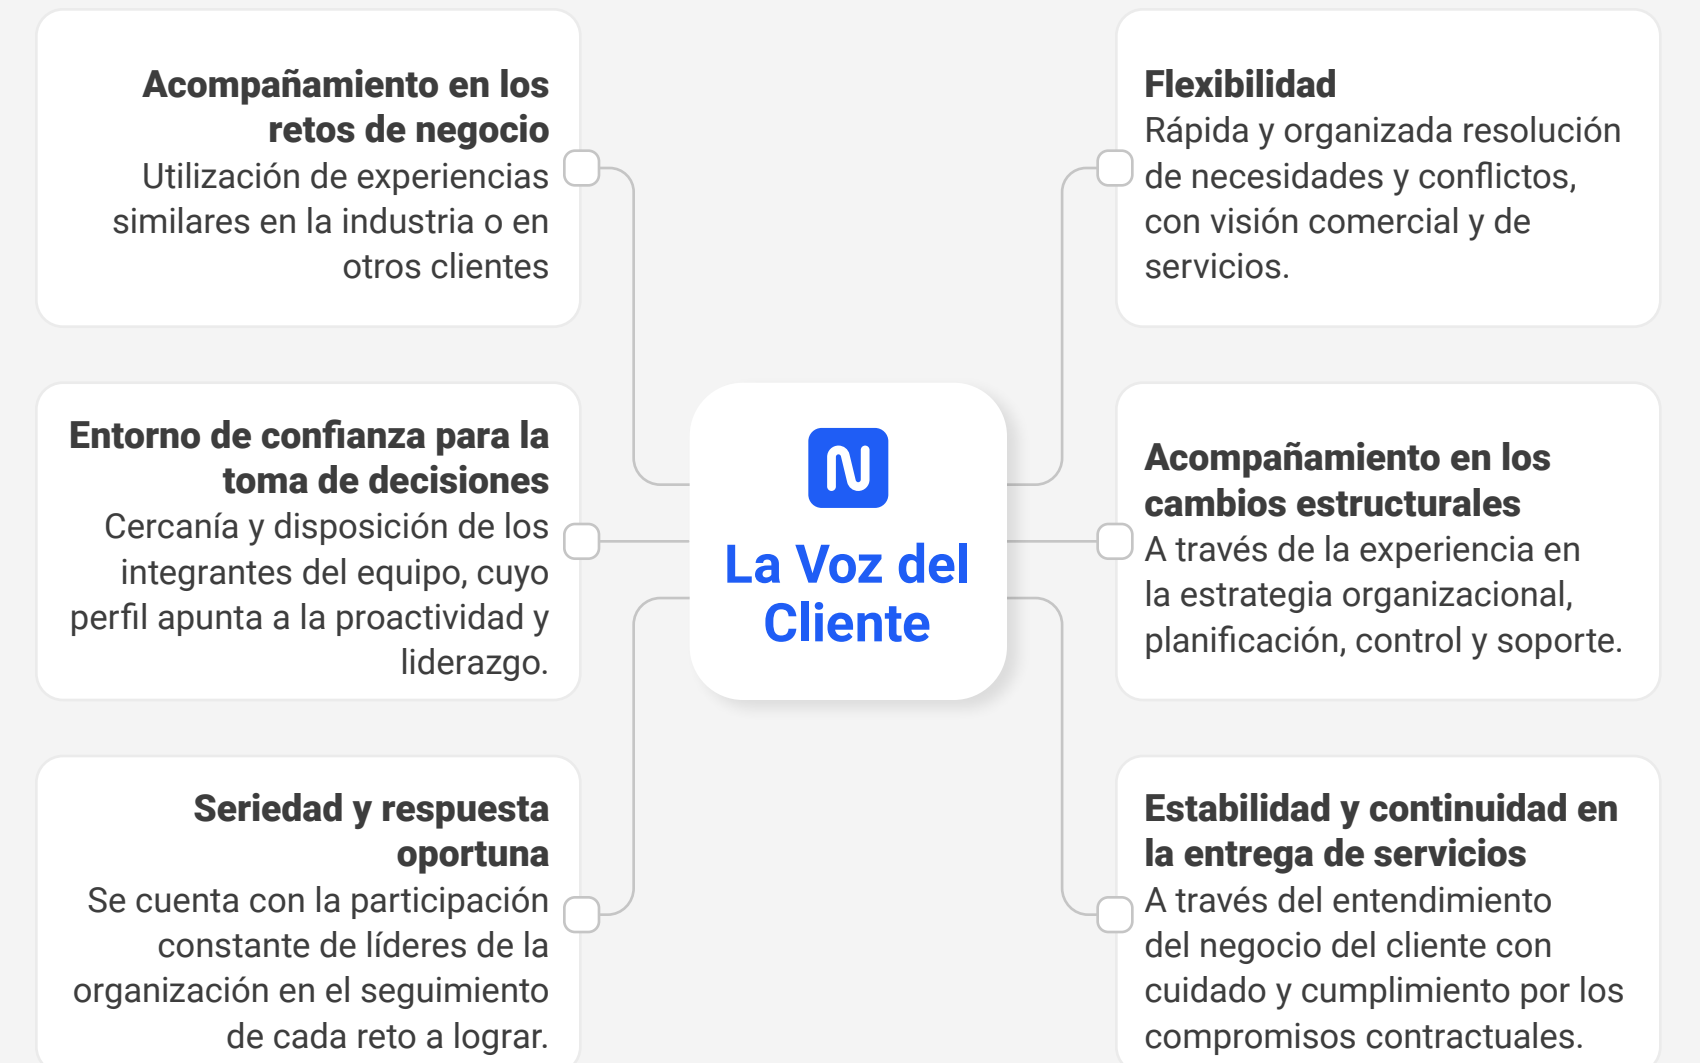 Acompañamiento en los
retos de negocio
Utilización de experiencias
similares en la industria o en
otros clientes
Entorno de confianza para la
toma de decisiones
Cercanía y disposición de los
integrantes del equipo, cuyo
perfil apunta a la proactividad y
liderazgo.
Seriedad y respuesta
oportuna
Se cuenta con la participación
constante de líderes de la
organización en el seguimiento
de cada reto a lograr.
N
La Voz del
Cliente
Flexibilidad
Rápida y organizada resolución
de necesidades y conflictos,
con visión comercial y de
servicios.
Acompañamiento en los
cambios estructurales
A través de la experiencia en
la estrategia organizacional,
planificación, control y soporte.
Estabilidad y continuidad en
la entrega de servicios
A través del entendimiento
del negocio del cliente con
cuidado y cumplimiento por los
compromisos contractuales.